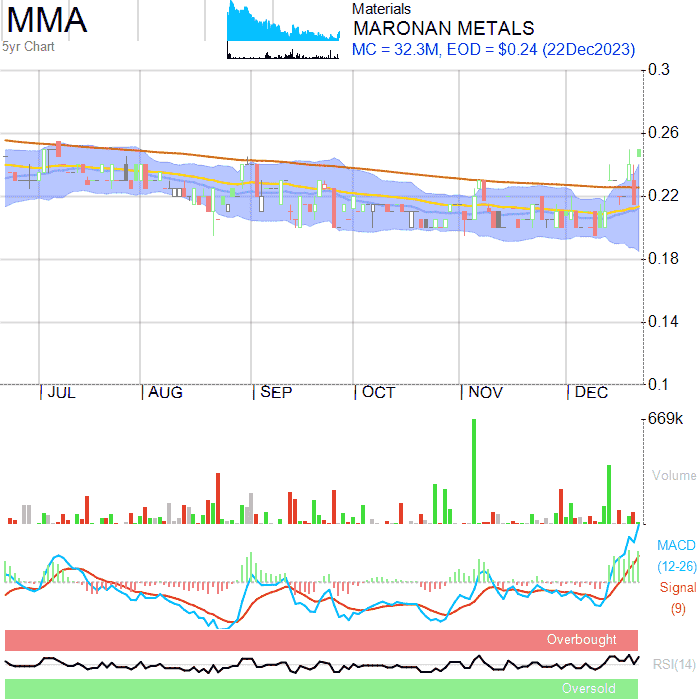 MMA
5yr Chart
Materials
MARONAN METALS
MC = 32.3M, EOD = $0.24 (22Dec2023)
0.3
0.26
0.22
0.18
0.14
0.1
JUL AUG SEP OCT NOV DEC
669k
Volume
MACD
(12-26)
Signal
(9)
Overbought
RSI(14)
Oversold